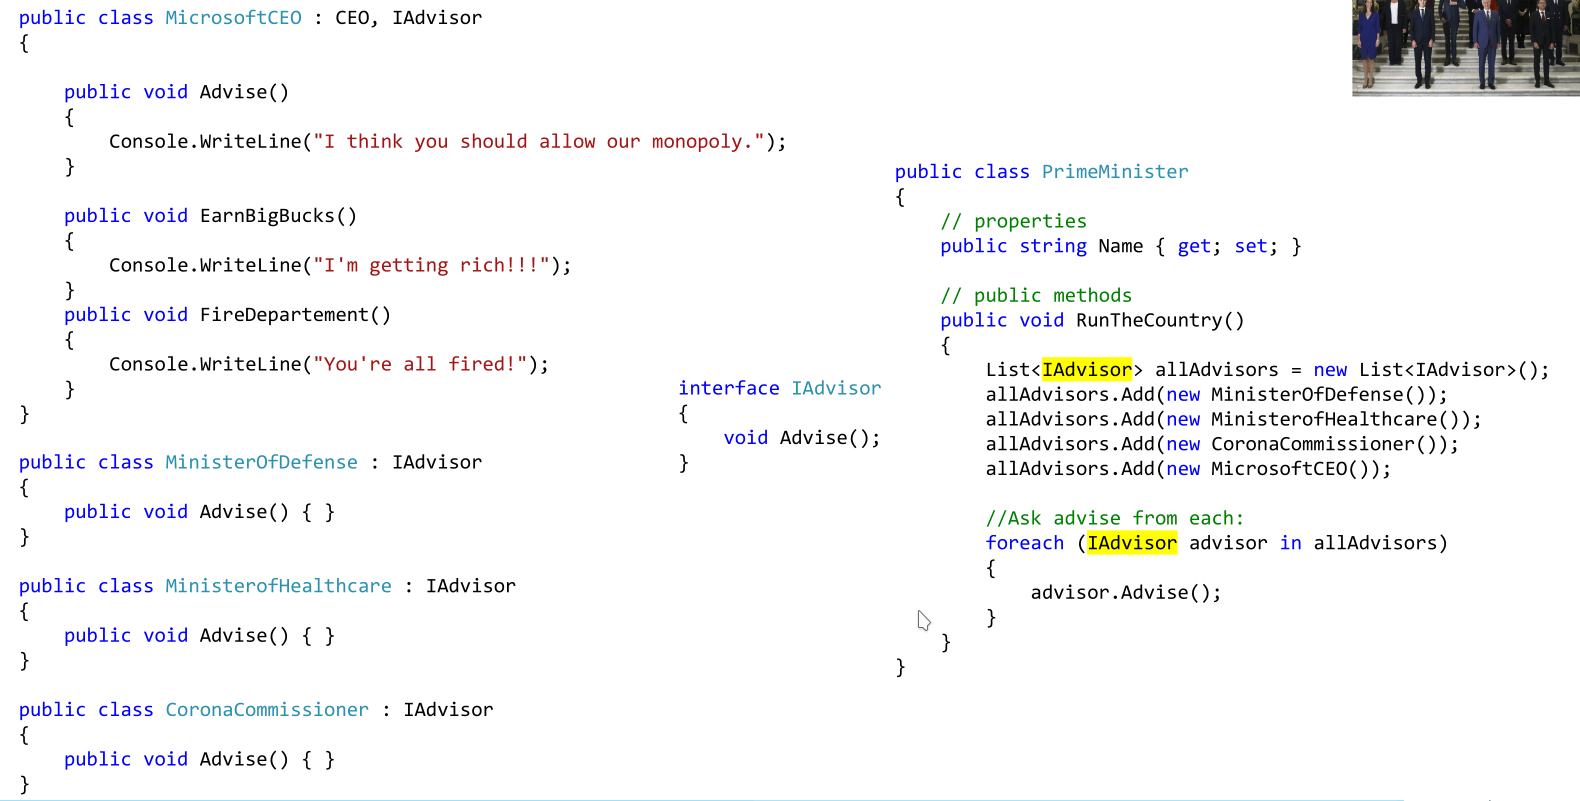 public class MicrosoftCEO : CEO, IAdvisor
{
public void Advise()
{
Console.WriteLine("I think you should allow our monopoly.");
}
public void EarnBigBucks()
{
Console.WriteLine("I'm getting rich!!!");
}
public void FireDepartement()
{
Console.WriteLine("You're all fired!");
}
}
public class MinisterOfDefense : IAdvisor
{
public void Advise() { }
}
public class MinisterofHealthcare : IAdvisor
{
public void Advise() { }
}
public class CoronaCommissioner : IAdvisor
{
public void Advise() { }
}
interface IAdvisor
{
void Advise();
}
public class PrimeMinister
{
// properties
public string Name { get; set; }
// public methods
public void RunTheCountry()
{
List<IAdvisor> allAdvisors = new List<IAdvisor>();
allAdvisors.Add(new MinisterOfDefense());
allAdvisors.Add(new MinisterofHealthcare());
allAdvisors.Add(new CoronaCommissioner());
allAdvisors.Add(new MicrosoftCEO());
//Ask advise from each:
foreach (IAdvisor advisor in allAdvisors)
{
advisor.Advise();
}
}
}